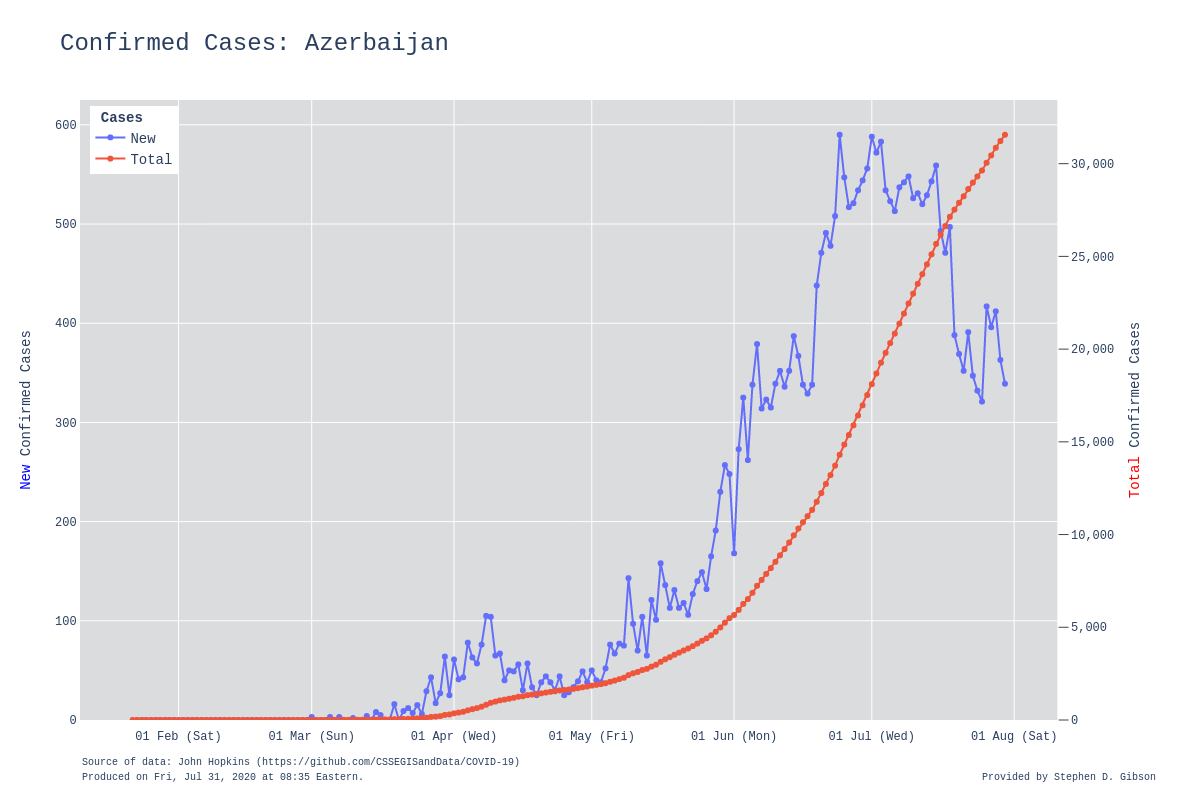 Confirmed Cases: Azerbaijan
Cases
New
Total
600
500
400
300
200
100
0
30,000
25,000
20,000
15,000
10,000
5,000
0
New Confirmed Cases
Total Confirmed Cases
01 Feb (Sat)
01 Mar (Sun)
01 Apr (Wed)
01 May (Fri)
01 Jun (Mon)
01 Jul (Wed)
01 Aug (Sat)
Source of data: John Hopkins (https://github.com/CSSEGISandData/COVID-19)
Produced on Fri, Jul 31, 2020 at 08:35 Eastern.
Provided by Stephen D. Gibson